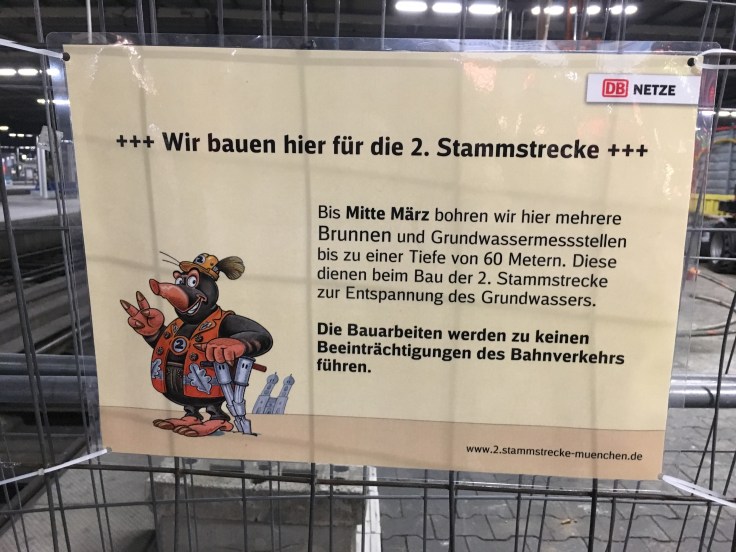 DB NETZE
+++ Wir bauen hier für die 2. Stammstrecke +++
Bis Mitte März bohren wir hier mehrere
Brunnen und Grundwassermessstellen
bis zu einer Tiefe von 60 Metern. Diese
dienen beim Bau der 2. Stammstrecke
zur Entspannung des Grundwassers.
Die Bauarbeiten werden zu keinen
Beeinträchtigungen des Bahnverkehrs
führen.
2
2
www.2.stammstrecke-muenchen.de